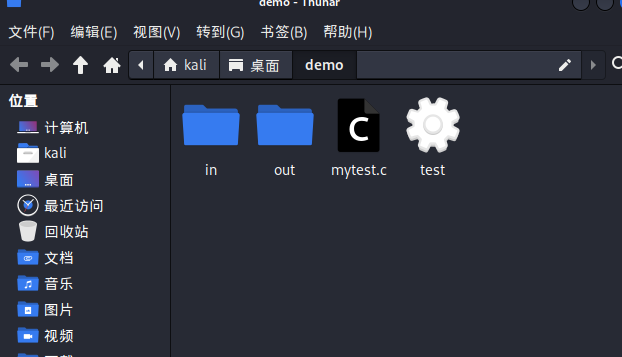 demo - Thunar
文件(F) 编辑(E) 视图(V) 转到(G) 书签(B) 帮助(H)
kali 桌面 demo
位置
计算机
kali
桌面
最近访问
回收站
文档
音乐
图片
视频
in out mytest.c test